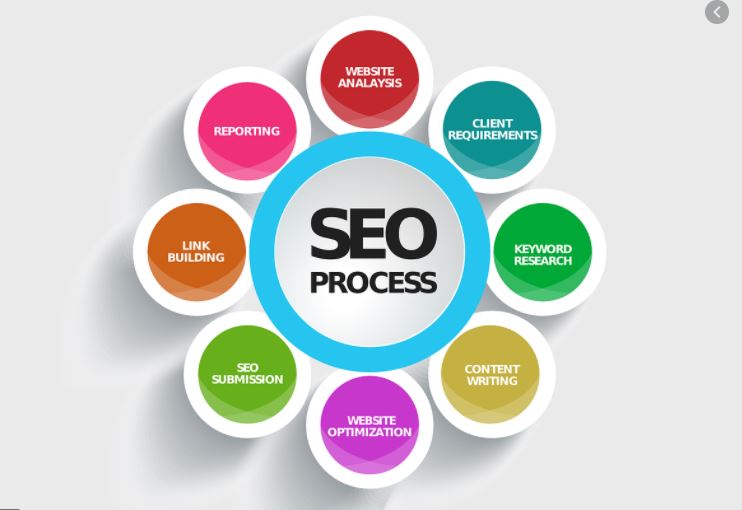 WEBSITE
ANALAYSIS
CLIENT
REQUIREMENTS
KEYWORD
RESEARCH
CONTENT
WRITING
WEBSITE
OPTIMIZATION
SEO
SUBMISSION
LINK
BUILDING
REPORTING
SEO
PROCESS